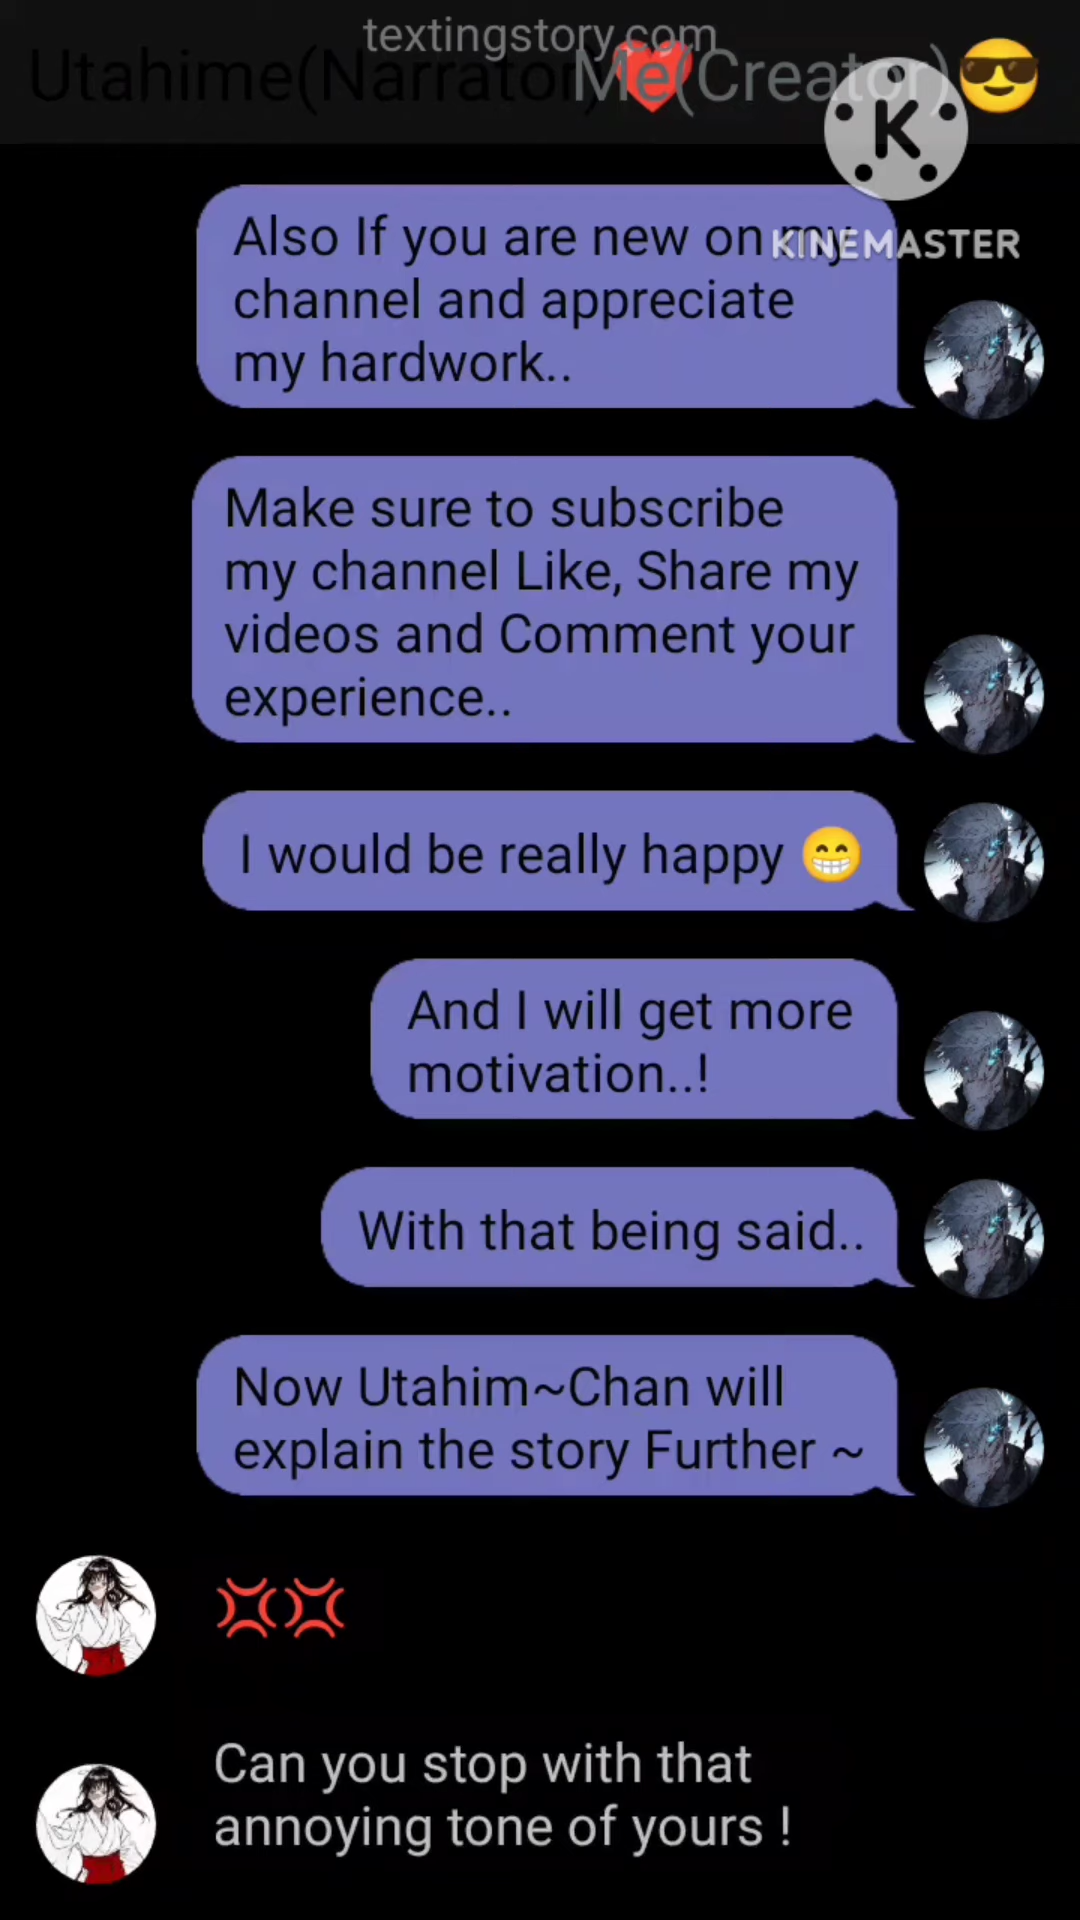 textingstory.com
Utahime(Narrator)❤️ Me(Creator)😎
K
KINEMASTER
Also If you are new on my
channel and appreciate
my hardwork..
Make sure to subscribe
my channel Like, Share my
videos and Comment your
experience..
I would be really happy 😁
And I will get more
motivation..!
With that being said..
Now Utahim~Chan will
explain the story Further ~
💢💢
Can you stop with that
annoying tone of yours !